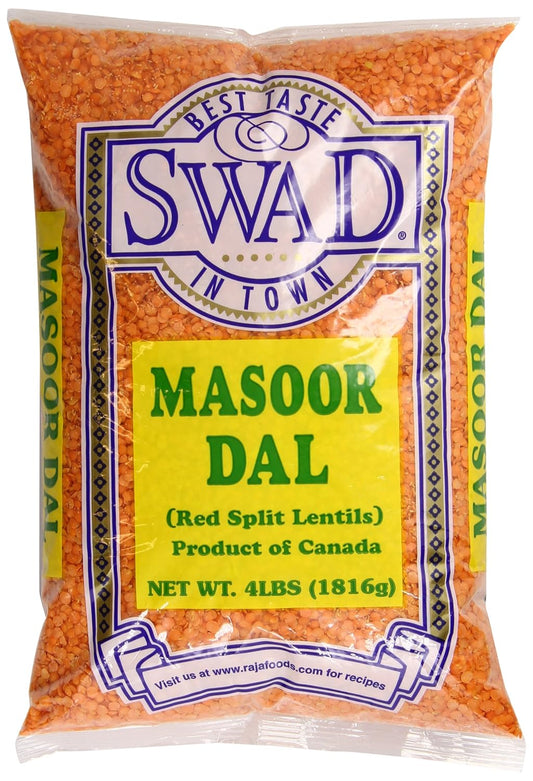 BEST TASTE
SWAD®
IN TOWN
MASOOR
DAL
(Red Split Lentils)
Product of Canada
NET WT. 4LBS (1816g)
MASOOR DAL
MASOOR DAL
Visit us at www.rajafoods.com for recipes